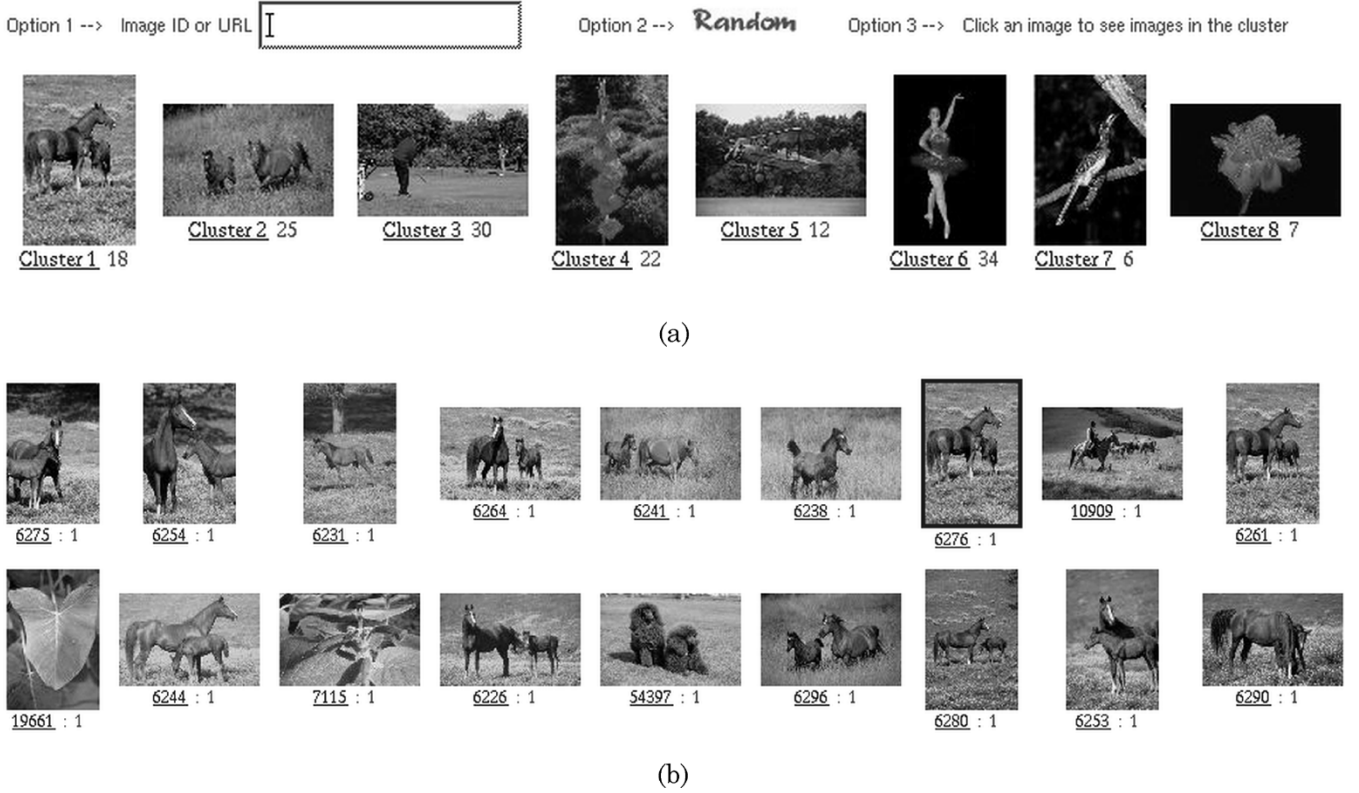 Option 1 --> Image ID or URL Option 2 --> Random Option 3 --> Click an image to see images in the cluster
Cluster 2 25 Cluster 3 30 Cluster 5 12 Cluster 8 7
Cluster 1 18 Cluster 4 22 Cluster 6 34 Cluster 7 6
(a)
6264 : 1 6241 : 1 6238 : 1 10909 : 1
6275 : 1 6254 : 1 6231 : 1 6276 : 1 6261 : 1
6244 : 1 7115 : 1 6226 : 1 54397 : 1 6296 : 1 6290 : 1
19661 : 1 6280 : 1 6253 : 1
(b)